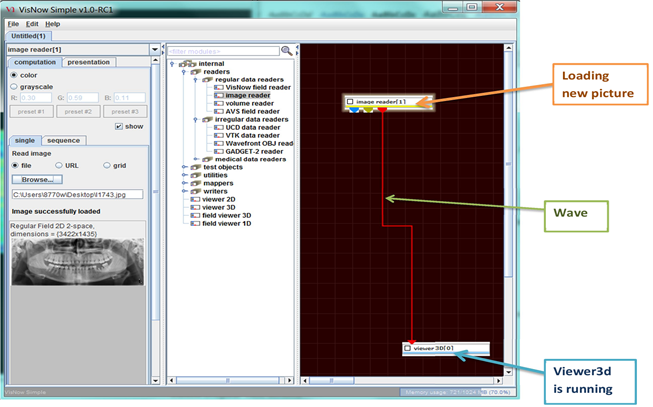 VisNow Simple v1.0-RC1
File Edit Help
Untitled(1)
image reader[1]
computation presentation
color
grayscale
R: 0.30 G: 0.59 B: 0.11
preset #1 preset #2 preset #3
show
single sequence
Read image
file URL grid
Browse...
C:\Users\8770w\Desktop\I1743.jpg
Image successfully loaded
Regular Field 2D 2-space,
dimensions = {3422x1435}
<filter modules>
internal
readers
regular data readers
VisNow field reader
image reader
volume reader
AVS field reader
irregular data readers
UCD data reader
VTK data reader
Wavefront OBJ read
GADGET-2 reader
medical data readers
test objects
utilities
mappers
writers
viewer 2D
viewer 3D
field viewer 3D
field viewer 1D
image reader[1]
viewer 3D[0]
Loading
new picture
Wave
Viewer3d
is running
VisNow Simple
Memory usage: MB (70.0%)